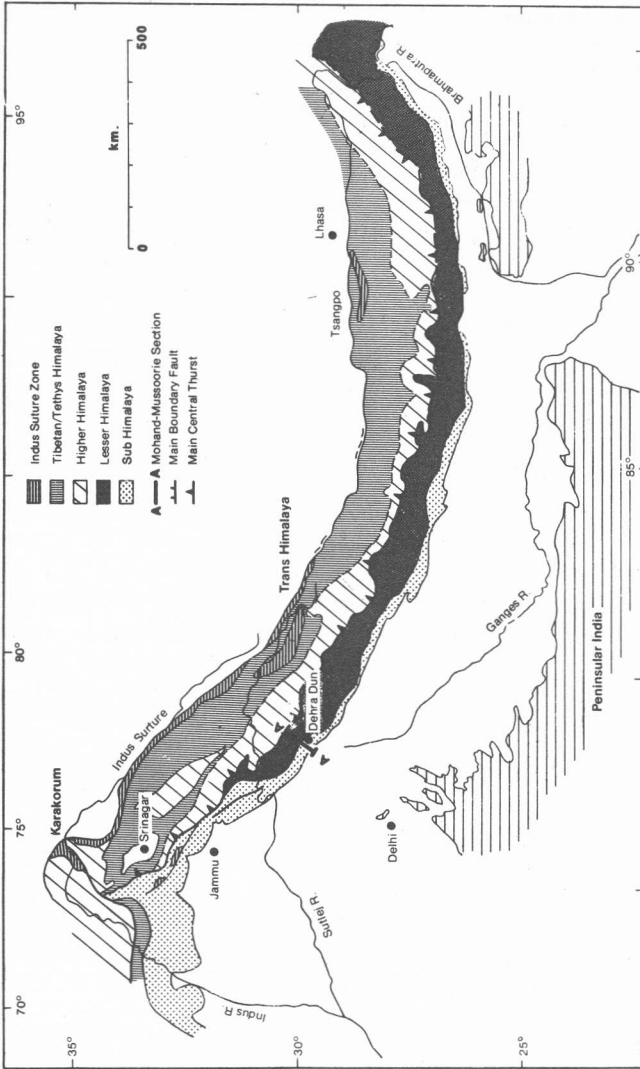 70°
75°
80°
95°
35°
30°
25°
85°
90°
0
500
km.
Indus Suture Zone
Tibetan/Tethys Himalaya
Higher Himalaya
Lesser Himalaya
Sub Himalaya
A A Mohand-Mussoorie Section
Main Boundary Fault
Main Central Thurst
Karakorum
Indus Surture
Srinagar
Jammu
Trans Himalaya
Tsangpo
Lhasa
Brahmaputra R.
A
Dehra Dun
A
Indus R.
Sutlej R.
Delhi
Ganges R.
Peninsular India